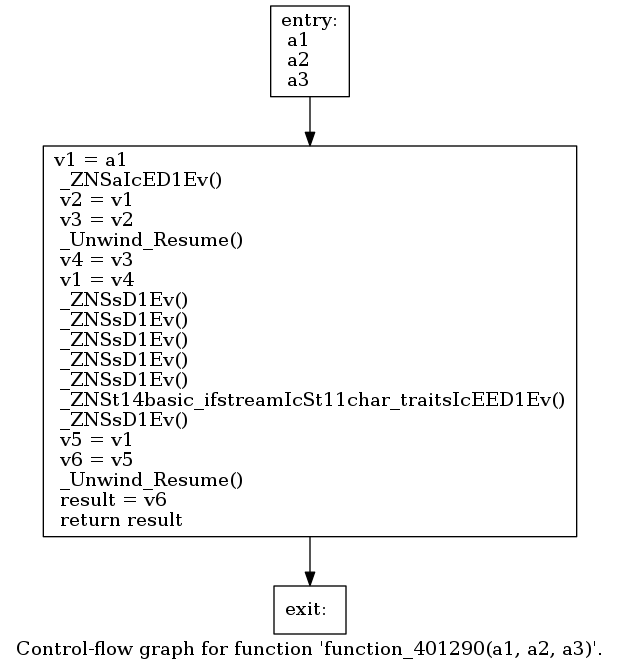 entry:
a1
a2
a3
v1 = a1
_ZNSaIcED1Ev()
v2 = v1
v3 = v2
_Unwind_Resume()
v4 = v3
v1 = v4
_ZNSsD1Ev()
_ZNSsD1Ev()
_ZNSsD1Ev()
_ZNSsD1Ev()
_ZNSsD1Ev()
_ZNSt14basic_ifstreamIcSt11char_traitsIcEED1Ev()
_ZNSsD1Ev()
v5 = v1
v6 = v5
_Unwind_Resume()
result = v6
return result
exit:
Control-flow graph for function 'function_401290(a1, a2, a3)'.